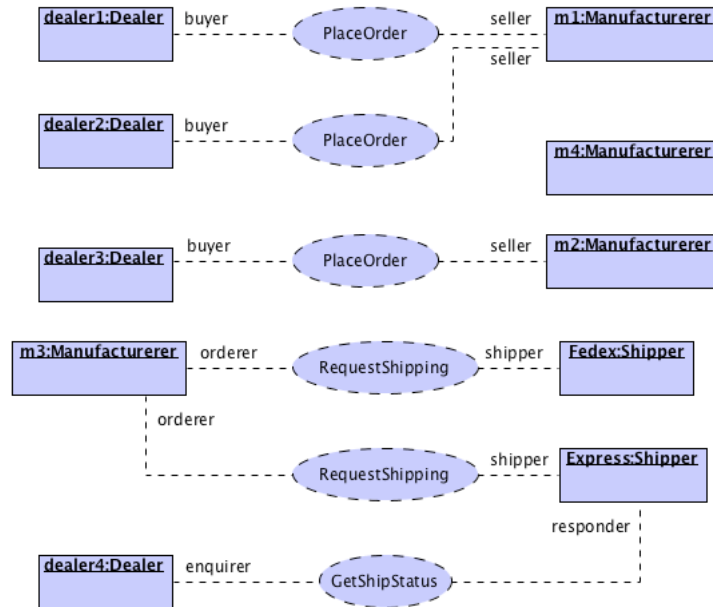 dealer1:Dealer
buyer
PlaceOrder
seller
m1:Manufacturerer
seller
dealer2:Dealer
buyer
PlaceOrder
m4:Manufacturerer
dealer3:Dealer
buyer
PlaceOrder
seller
m2:Manufacturerer
m3:Manufacturerer
orderer
RequestShipping
shipper
Fedex:Shipper
orderer
RequestShipping
shipper
Express:Shipper
responder
dealer4:Dealer
enquirer
GetShipStatus